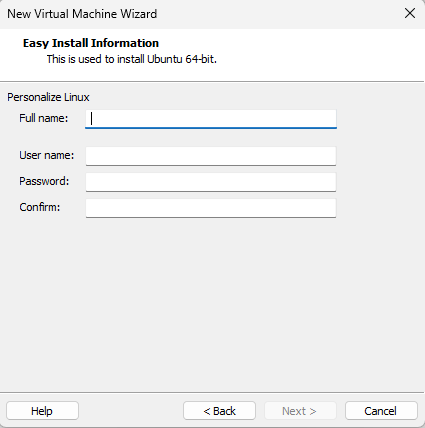 New Virtual Machine Wizard
Easy Install Information
This is used to install Ubuntu 64-bit.
Personalize Linux
Full name:
User name:
Password:
Confirm:
Help
< Back
Next >
Cancel